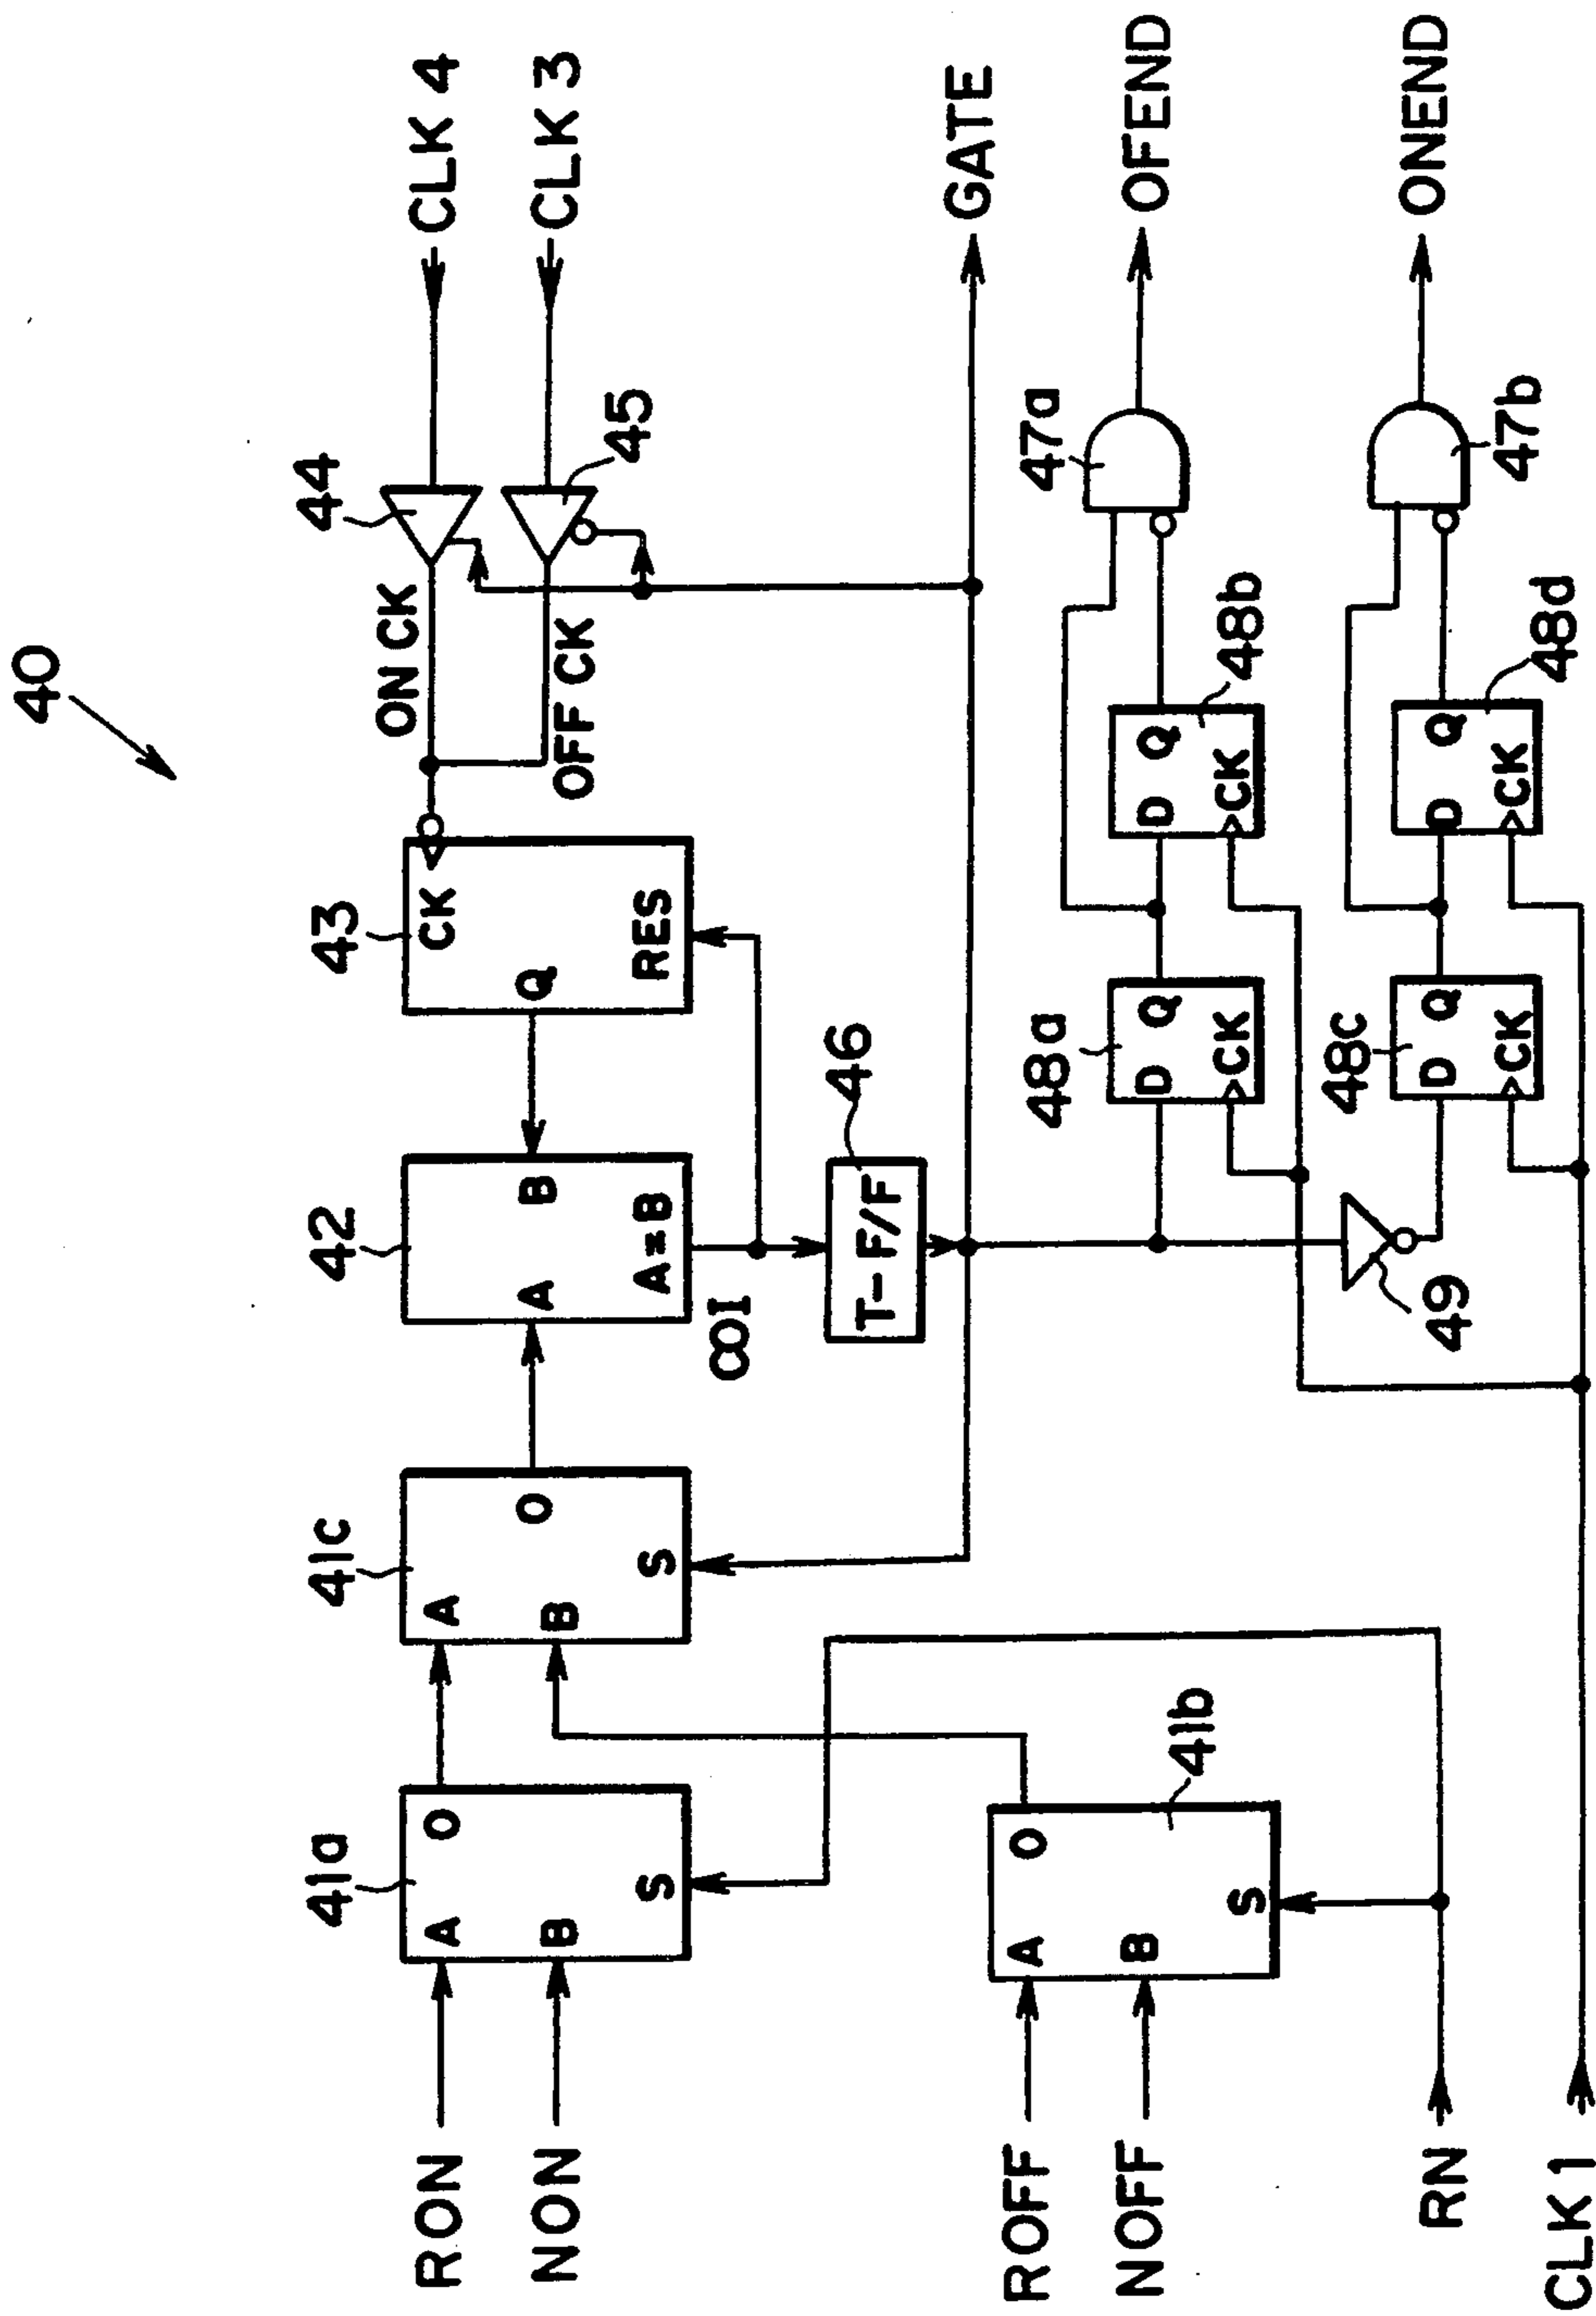 40
RON
NON
41a
A
B
O
S
41c
A
B
O
S
42
A
B
A=B
COI
43
CK
Q
RES
ON CK
OFF CK
44
45
CLK 4
CLK 3
46
T-F/F
GATE
ROFF
NOFF
41b
A
B
O
S
48a
D
Q
CK
48b
D
Q
CK
47a
OFEND
49
48c
D
Q
CK
48d
D
Q
CK
47b
ONEND
RN
CLK 1